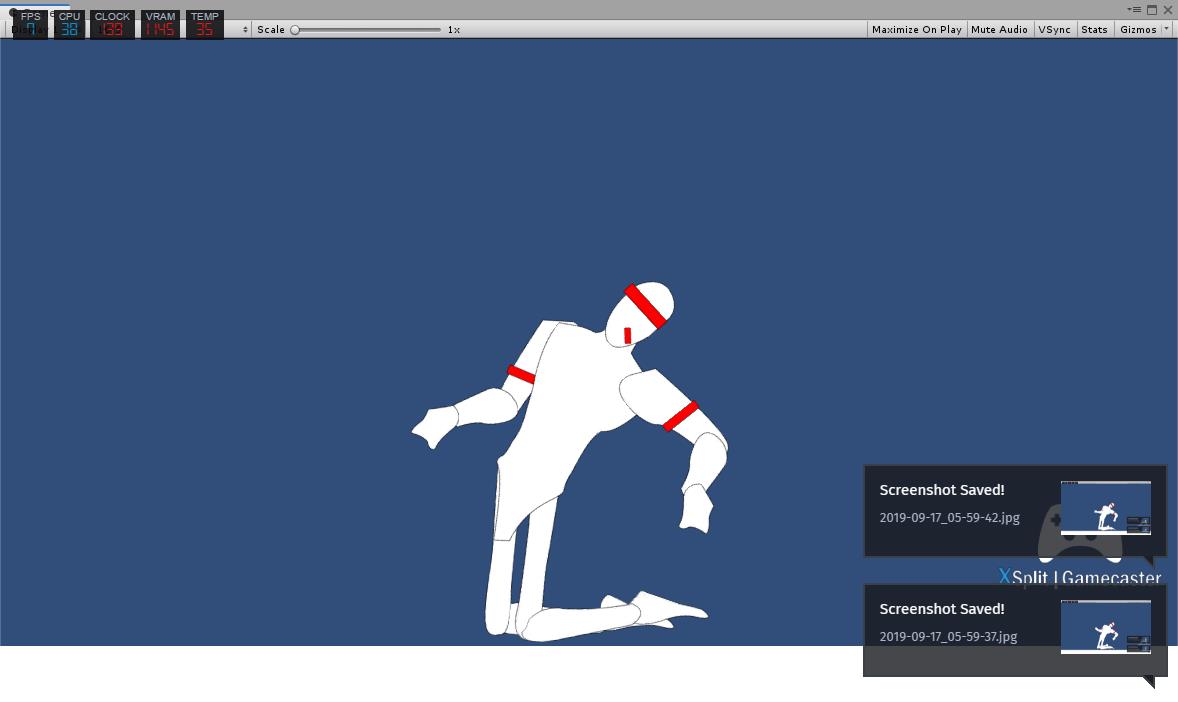 FPS CPU CLOCK VRAM TEMP
7 38 139 1145 35
Scale 1x Maximize On Play Mute Audio VSync Stats Gizmos
Screenshot Saved!
2019-09-17_05-59-42.jpg
XSplit | Gamecaster
Screenshot Saved!
2019-09-17_05-59-37.jpg